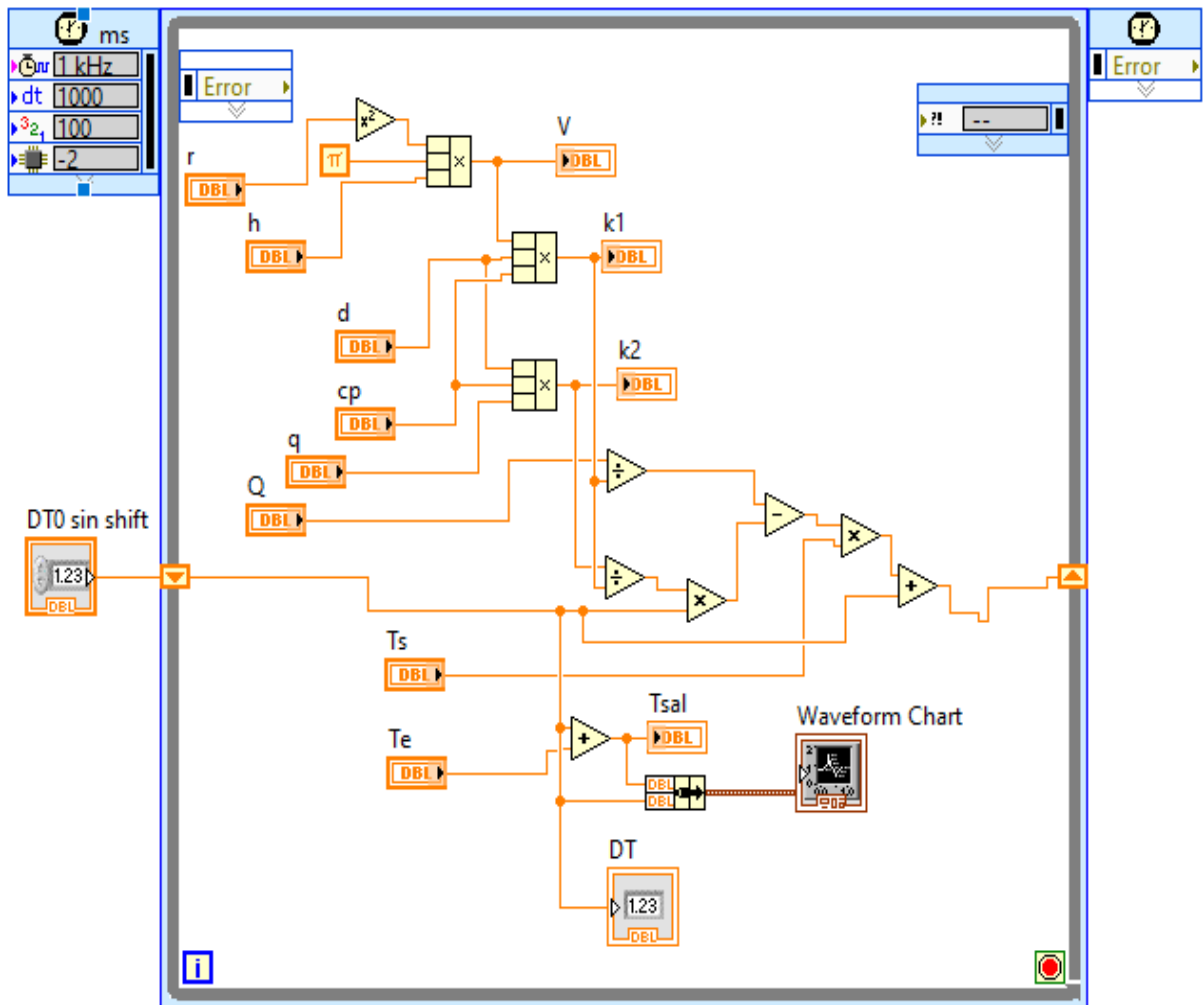 ms
1 kHz
Error
Error
dt 1000
?! --
321 100
x²
V
-2
π
×
DBL
r
DBL
h
k1
DBL
×
DBL
d
DBL
k2
×
DBL
cp
DBL
q
DBL
÷
Q
DBL
−
DT0 sin shift
×
1.23
÷
+
DBL
×
Ts
DBL
Tsal
Waveform Chart
Te
+
DBL
DBL
DBL
DBL
DT
1.23
DBL
i